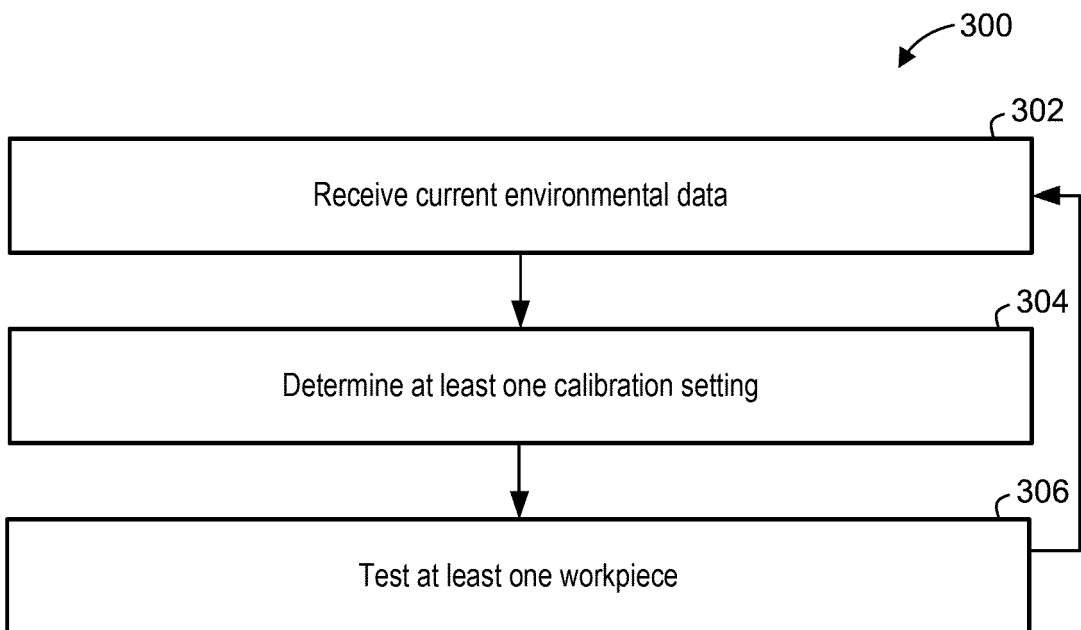 300
302
Receive current environmental data
304
Determine at least one calibration setting
306
Test at least one workpiece